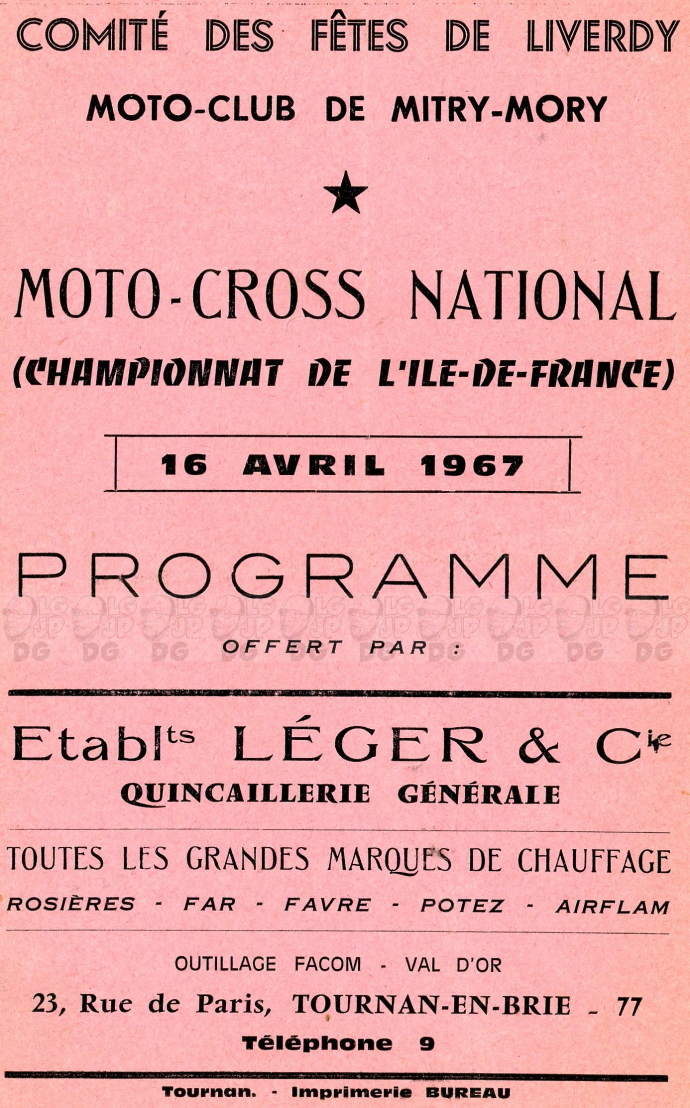 COMITÉ DES FÊTES DE LIVERDY
MOTO-CLUB DE MITRY-MORY
MOTO-CROSS NATIONAL
(CHAMPIONNAT DE L'ILE-DE-FRANCE)
16 AVRIL 1967
PROGRAMME
OFFERT PAR :
Etablts LÉGER & Cie
QUINCAILLERIE GÉNÉRALE
TOUTES LES GRANDES MARQUES DE CHAUFFAGE
ROSIÈRES - FAR - FAVRE - POTEZ - AIRFLAM
OUTILLAGE FACOM - VAL D'OR
23, Rue de Paris, TOURNAN-EN-BRIE - 77
Téléphone 9
Tournan. - Imprimerie BUREAU